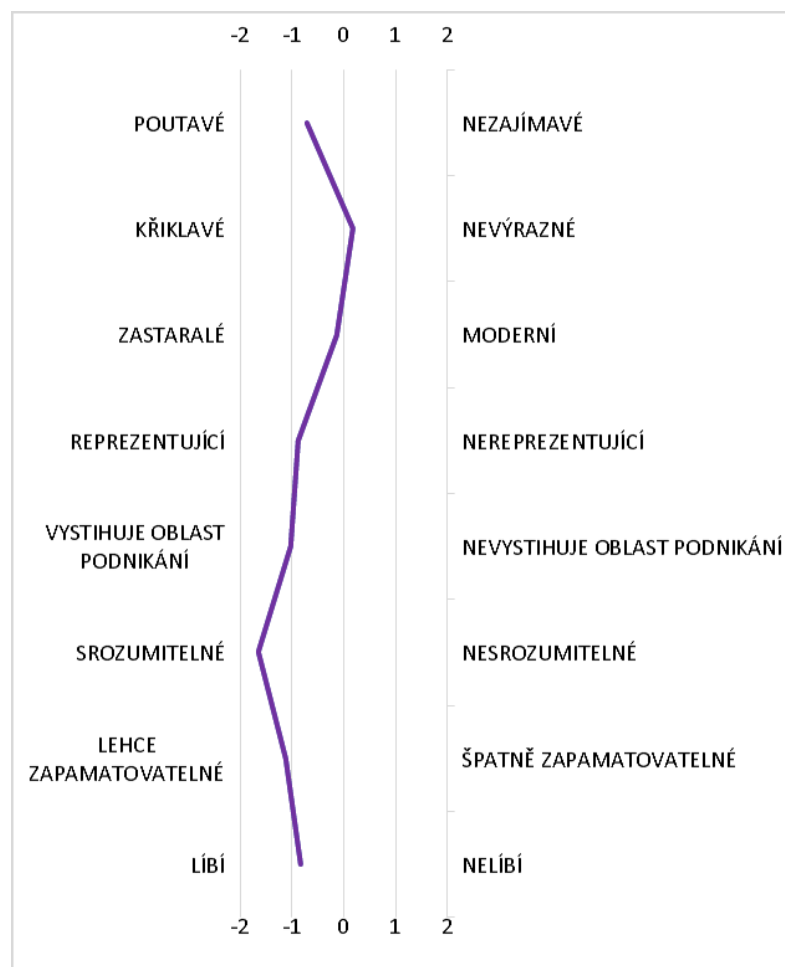 -2 -1 0 1 2
POUTAVÉ NEZAJÍMAVÉ
KŘIKLAVÉ NEVÝRAZNÉ
ZASTARALÉ MODERNÍ
REPREZENTUJÍCÍ NEREPREZENTUJÍCÍ
VYSTIHUJE OBLAST
PODNIKÁNÍ
NEVYSTIHUJE OBLAST PODNIKÁNÍ
SROZUMITELNÉ NESROZUMITELNÉ
LEHCE
ZAPAMATOVATELNÉ
ŠPATNĚ ZAPAMATOVATELNÉ
LÍBÍ NELÍBÍ
-2 -1 0 1 2